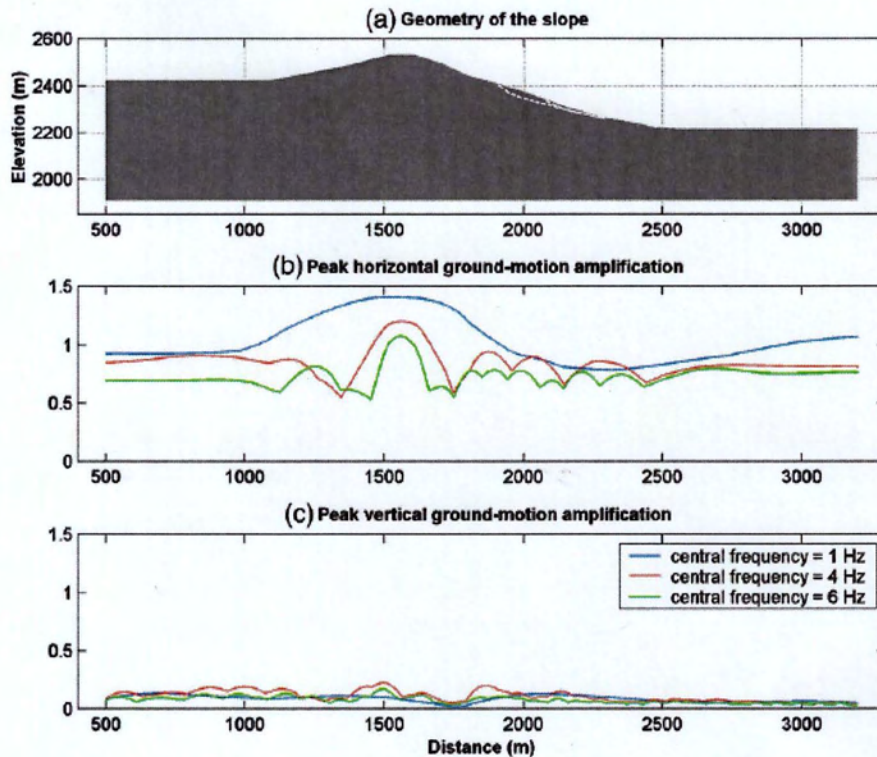 (a) Geometry of the slope
2600
2400
2200
2000
Elevation (m)
500 1000 1500 2000 2500 3000
(b) Peak horizontal ground-motion amplification
1.5
1
0.5
0
500 1000 1500 2000 2500 3000
(c) Peak vertical ground-motion amplification
1.5
1
0.5
0
central frequency = 1 Hz
central frequency = 4 Hz
central frequency = 6 Hz
500 1000 1500 2000 2500 3000
Distance (m)